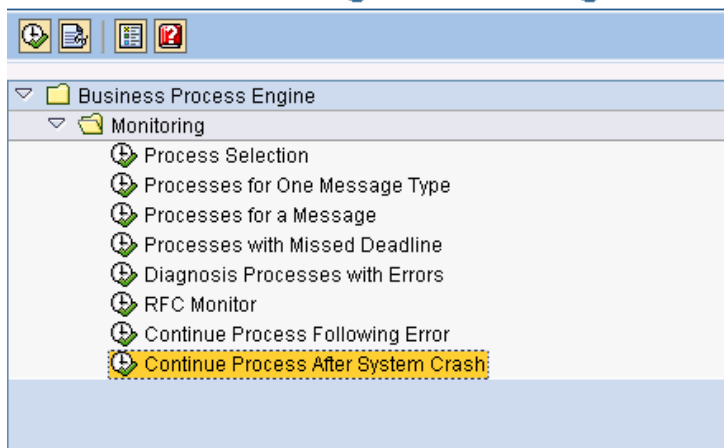 Business Process Engine
Monitoring
Process Selection
Processes for One Message Type
Processes for a Message
Processes with Missed Deadline
Diagnosis Processes with Errors
RFC Monitor
Continue Process Following Error
Continue Process After System Crash